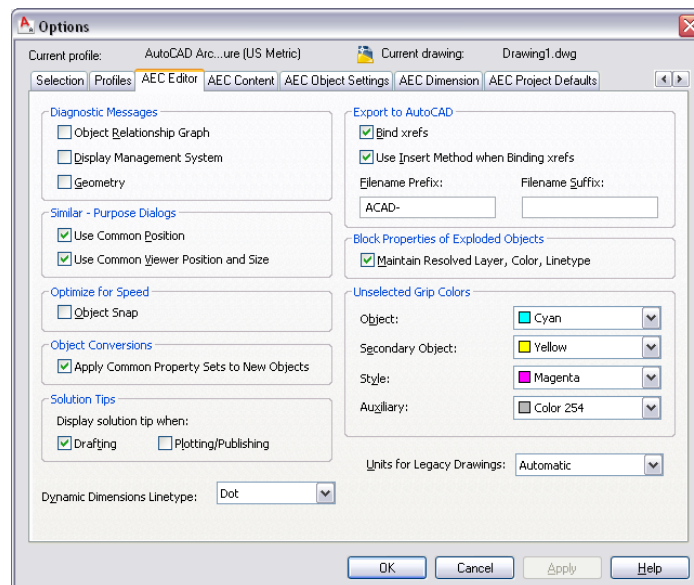 Options
Current profile: AutoCAD Arc...ure (US Metric) Current drawing: Drawing1.dwg
Selection Profiles AEC Editor AEC Content AEC Object Settings AEC Dimension AEC Project Defaults
Diagnostic Messages
Object Relationship Graph
Display Management System
Geometry
Similar - Purpose Dialogs
Use Common Position
Use Common Viewer Position and Size
Optimize for Speed
Object Snap
Object Conversions
Apply Common Property Sets to New Objects
Solution Tips
Display solution tip when:
Drafting Plotting/Publishing
Dynamic Dimensions Linetype: Dot
Export to AutoCAD
Bind xrefs
Use Insert Method when Binding xrefs
Filename Prefix: Filename Suffix:
ACAD-
Block Properties of Exploded Objects
Maintain Resolved Layer, Color, Linetype
Unselected Grip Colors
Object: Cyan
Secondary Object: Yellow
Style: Magenta
Auxiliary: Color 254
Units for Legacy Drawings: Automatic
OK Cancel Apply Help